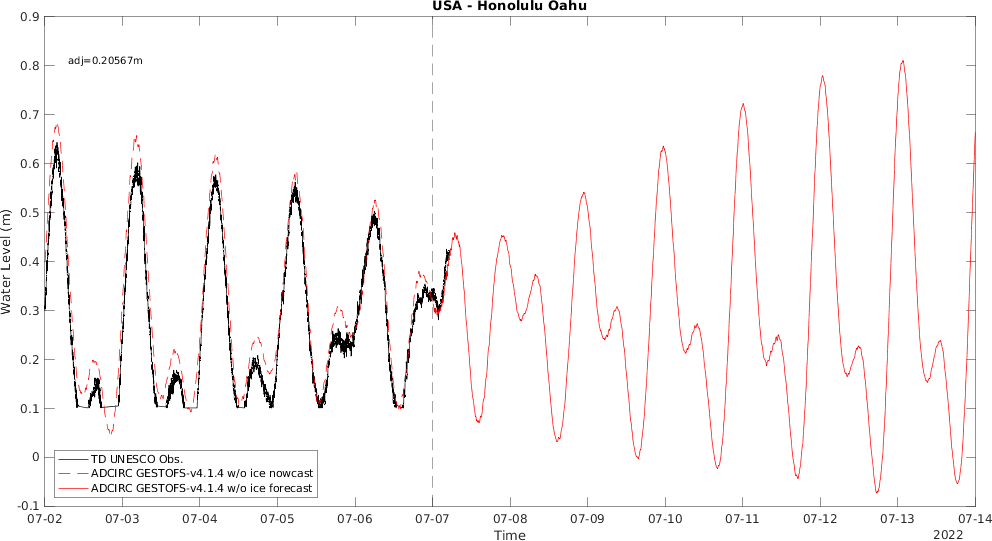 USA - Honolulu Oahu
0.9
0.8
adj=0.20567m
0.7
0.6
0.5
0.4
0.3
0.2
0.1
0
-0.1
Water Level (m)
TD UNESCO Obs.
ADCIRC GESTOFS-v4.1.4 w/o ice nowcast
ADCIRC GESTOFS-v4.1.4 w/o ice forecast
07-02 07-03 07-04 07-05 07-06 07-07 07-08 07-09 07-10 07-11 07-12 07-13 07-14
Time
2022